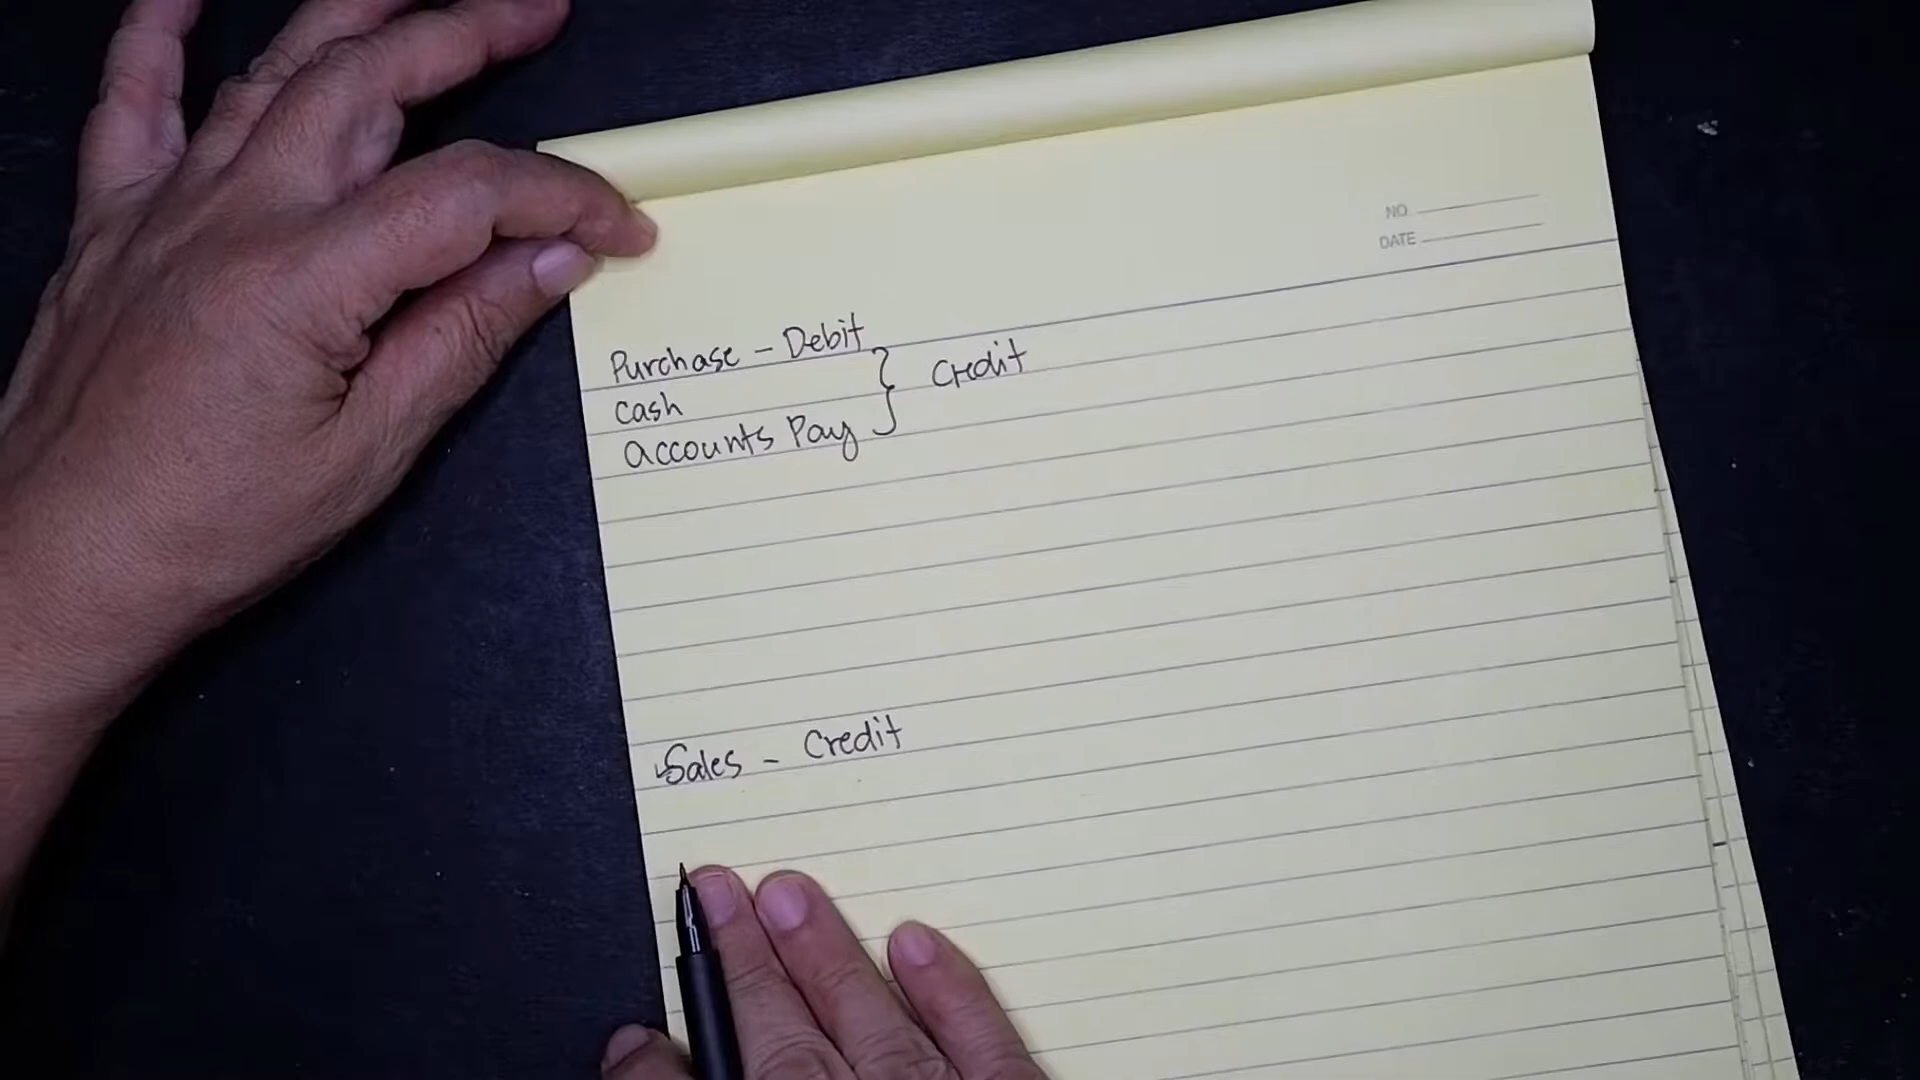 NO.
DATE
Purchase - Debit
Cash
Accounts Pay } Credit
Sales - Credit